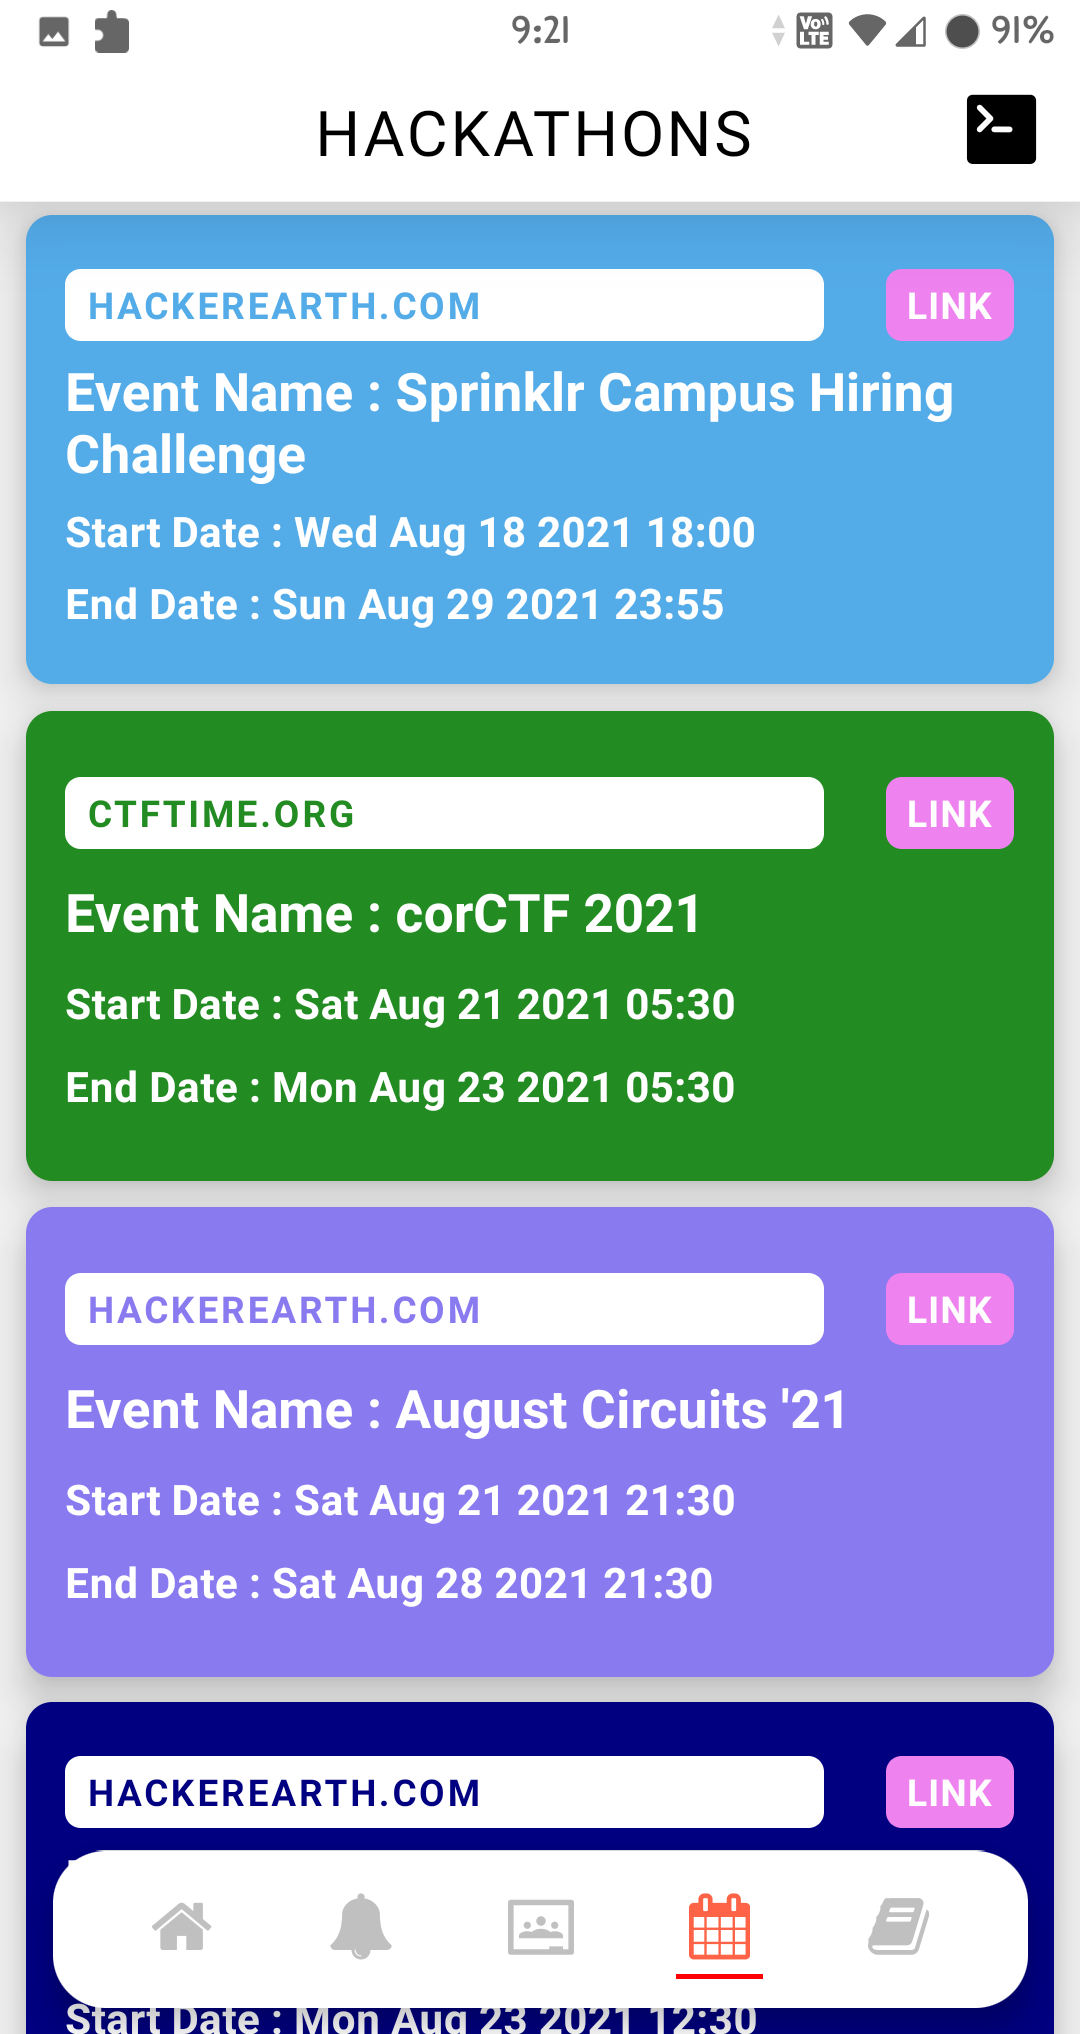 9:21
Vo)) LTE
91%
HACKATHONS
HACKEREARTH.COM
LINK
Event Name : Sprinklr Campus Hiring
Challenge
Start Date : Wed Aug 18 2021 18:00
End Date : Sun Aug 29 2021 23:55
CTFTIME.ORG
LINK
Event Name : corCTF 2021
Start Date : Sat Aug 21 2021 05:30
End Date : Mon Aug 23 2021 05:30
HACKEREARTH.COM
LINK
Event Name : August Circuits '21
Start Date : Sat Aug 21 2021 21:30
End Date : Sat Aug 28 2021 21:30
HACKEREARTH.COM
LINK
Start Date : Mon Aug 23 2021 12:30